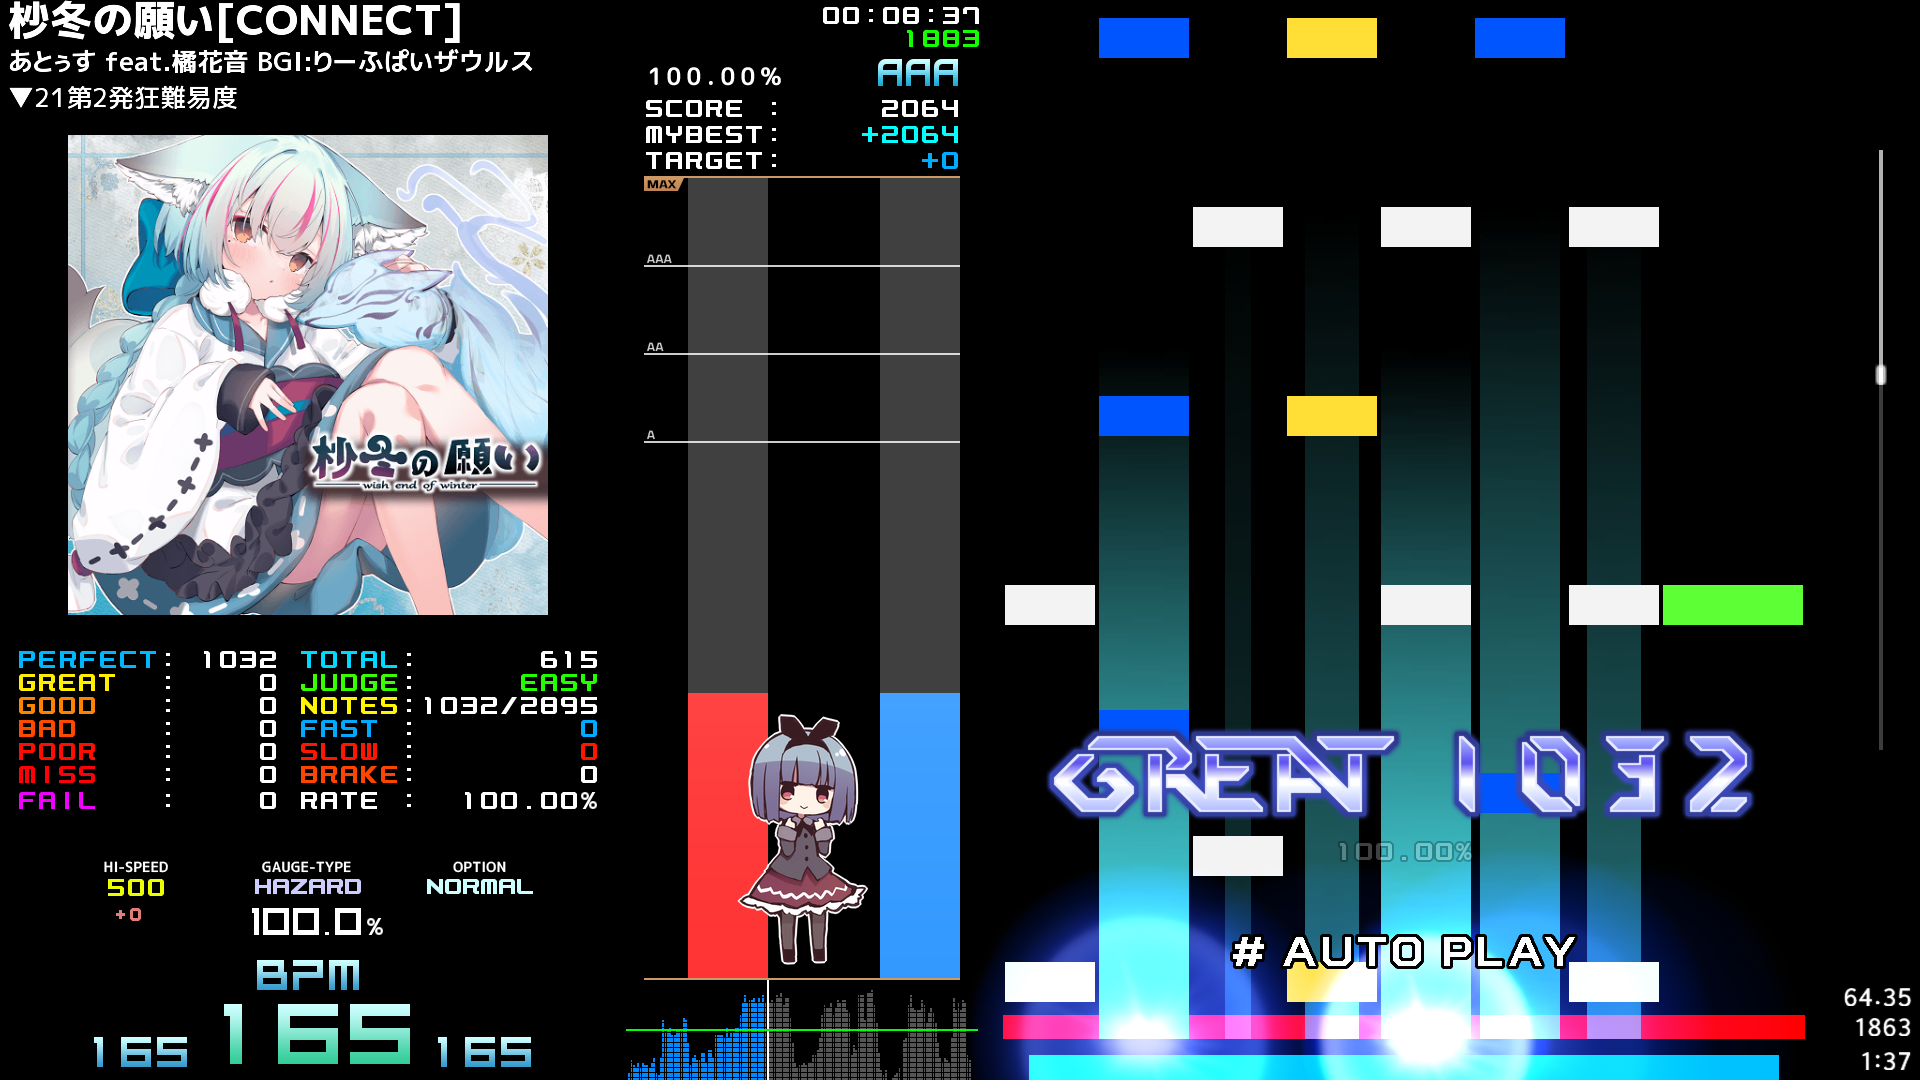 杪冬の願い[CONNECT]
あとぅす feat.橘花音 BGI:りーふぱいザウルス
▼21第2発狂難易度
杪冬の願い
wish end of winter
PERFECT : 1032 TOTAL : 615
GREAT : 0 JUDGE : EASY
GOOD : 0 NOTES : 1032/2895
BAD : 0 FAST : 0
POOR : 0 SLOW : 0
MISS : 0 BRAKE : 0
FAIL : 0 RATE : 100.00%
HI-SPEED GAUGE-TYPE OPTION
500 HAZARD NORMAL
+0 100.0%
BPM
165 165 165
00:08:37
1883
100.00% AAA
SCORE : 2064
MYBEST: +2064
TARGET: +0
MAX
AAA
AA
A
GREAT 1032
100.00%
# AUTO PLAY
64.35
1863
1:37